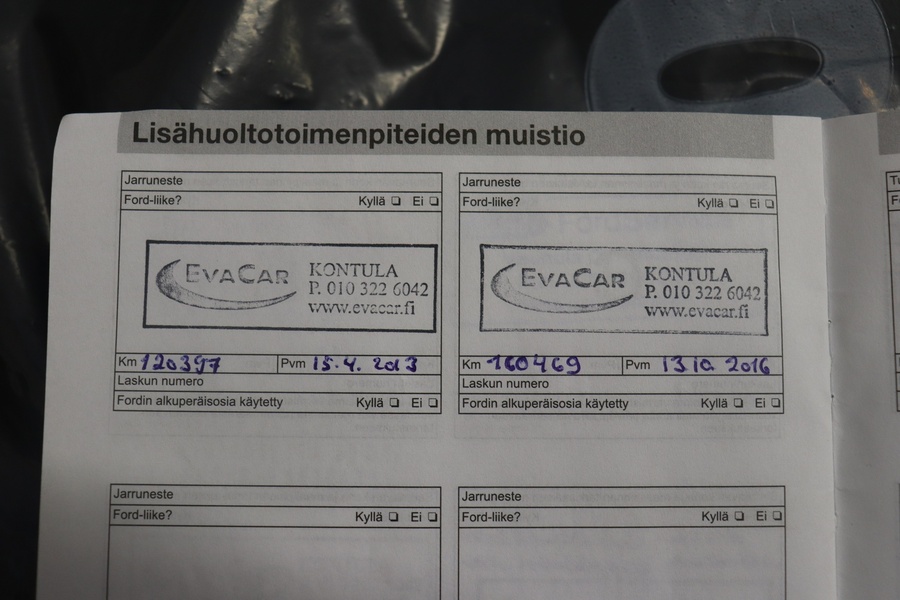 Lisähuoltotoimenpiteiden muistio
Jarruneste
Ford-liike? Kyllä ❑ Ei ❑
EVACAR
KONTULA
P. 010 322 6042
www.evacar.fi
Km 120397 Pvm 15.4. 2013
Laskun numero
Fordin alkuperäisosia käytetty Kyllä ❑ Ei ❑
Jarruneste
Ford-liike? Kyllä ❑ Ei ❑
EVACAR
KONTULA
P. 010 322 6042
www.evacar.fi
Km 160469 Pvm 13.10. 2016
Laskun numero
Fordin alkuperäisosia käytetty Kyllä ❑ Ei ❑
Jarruneste
Ford-liike? Kyllä ❑ Ei ❑
Jarruneste
Ford-liike? Kyllä ❑ Ei ❑